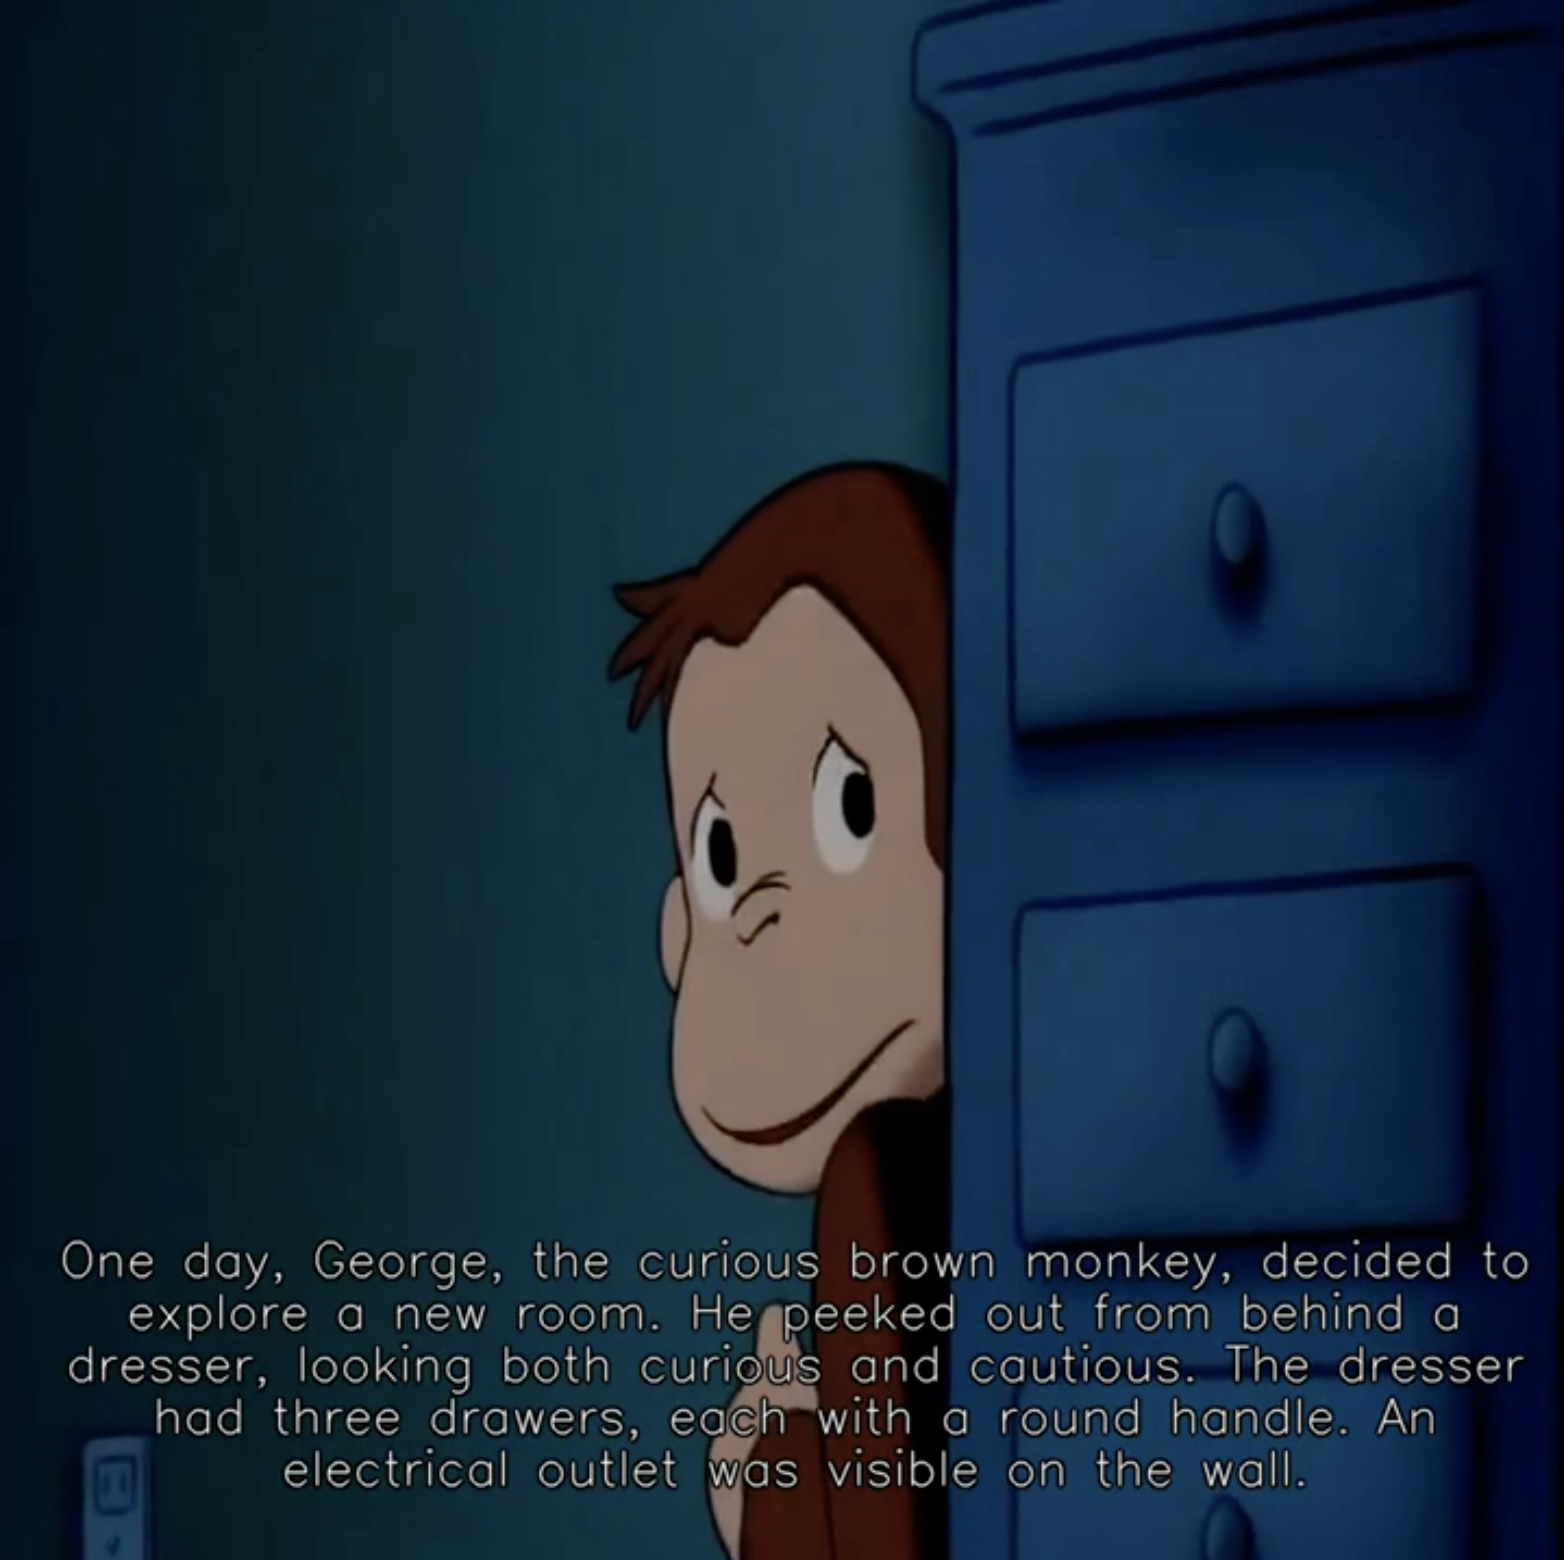 One day, George, the curious brown monkey, decided to
explore a new room. He peeked out from behind a
dresser, looking both curious and cautious. The dresser
had three drawers, each with a round handle. An
electrical outlet was visible on the wall.